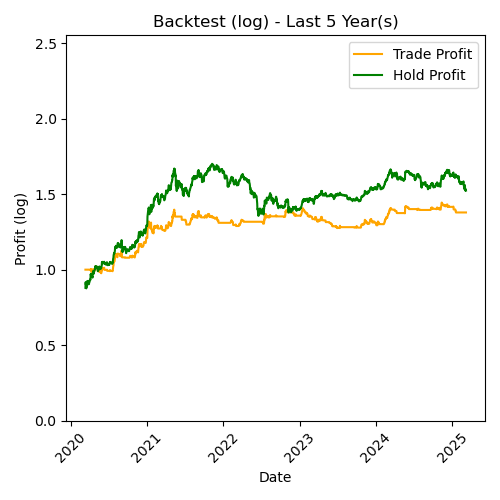 Backtest (log) - Last 5 Year(s)
Trade Profit
Hold Profit
Profit (log)
2.5
2.0
1.5
1.0
0.5
0.0
2020
2021
2022
2023
2024
2025
Date